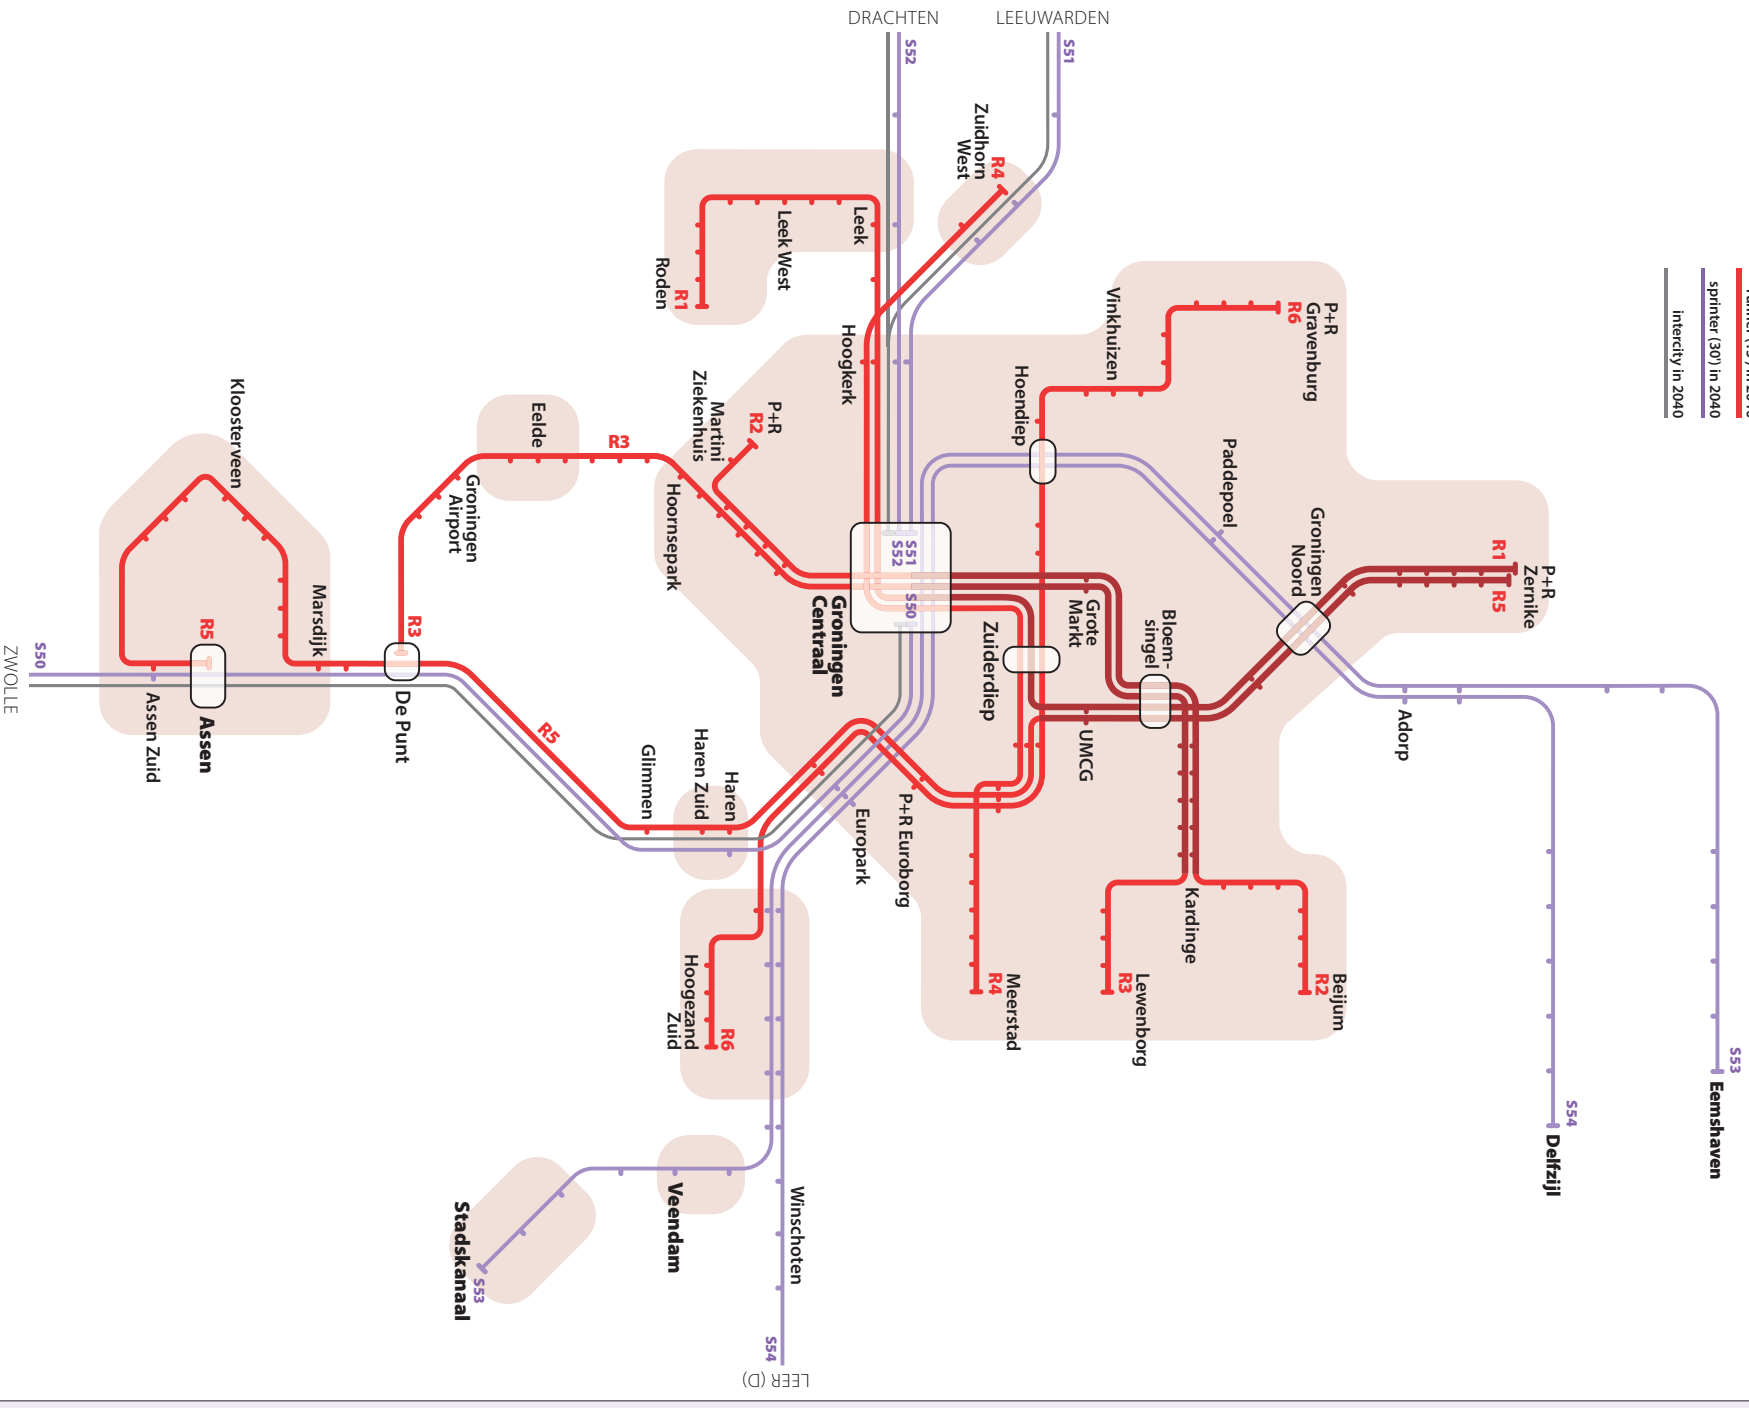 DRACHTEN
LEEUWARDEN
S52
S51
Zuidhorn
West
R4
Leek
Leek West
Roden
R1
Hoogkerk
Vinkhuizen
P+R
Gravenburg
R6
sprinter (30') in 2040
intercity in 2040
Hoendiep
Paddepoel
Groningen
Noord
P+R
Zernike
R1
R5
Kloosterveen
Eelde
R3
Groningen
Airport
Martini
Ziekenhuis
P+R
R2
Hoornsepark
S51
S52
S50
Groningen
Centraal
Grote
Markt
Zuiderdiep
Bloem-
singel
UMCG
Marsdijk
R3
R5
S50
ZWOLLE
Assen Zuid
Assen
De Punt
R5
Glimmen
Haren Zuid
Haren
Europark
P+R Euroborg
Adorp
Kardinge
Hoogezand
Zuid
R6
R4
Meerstad
R3
Lewenborg
R2
Beijum
S53
Eemshaven
S54
Delfzijl
Veendam
Stadskanaal
S53
Winschoten
S54
LEER (D)